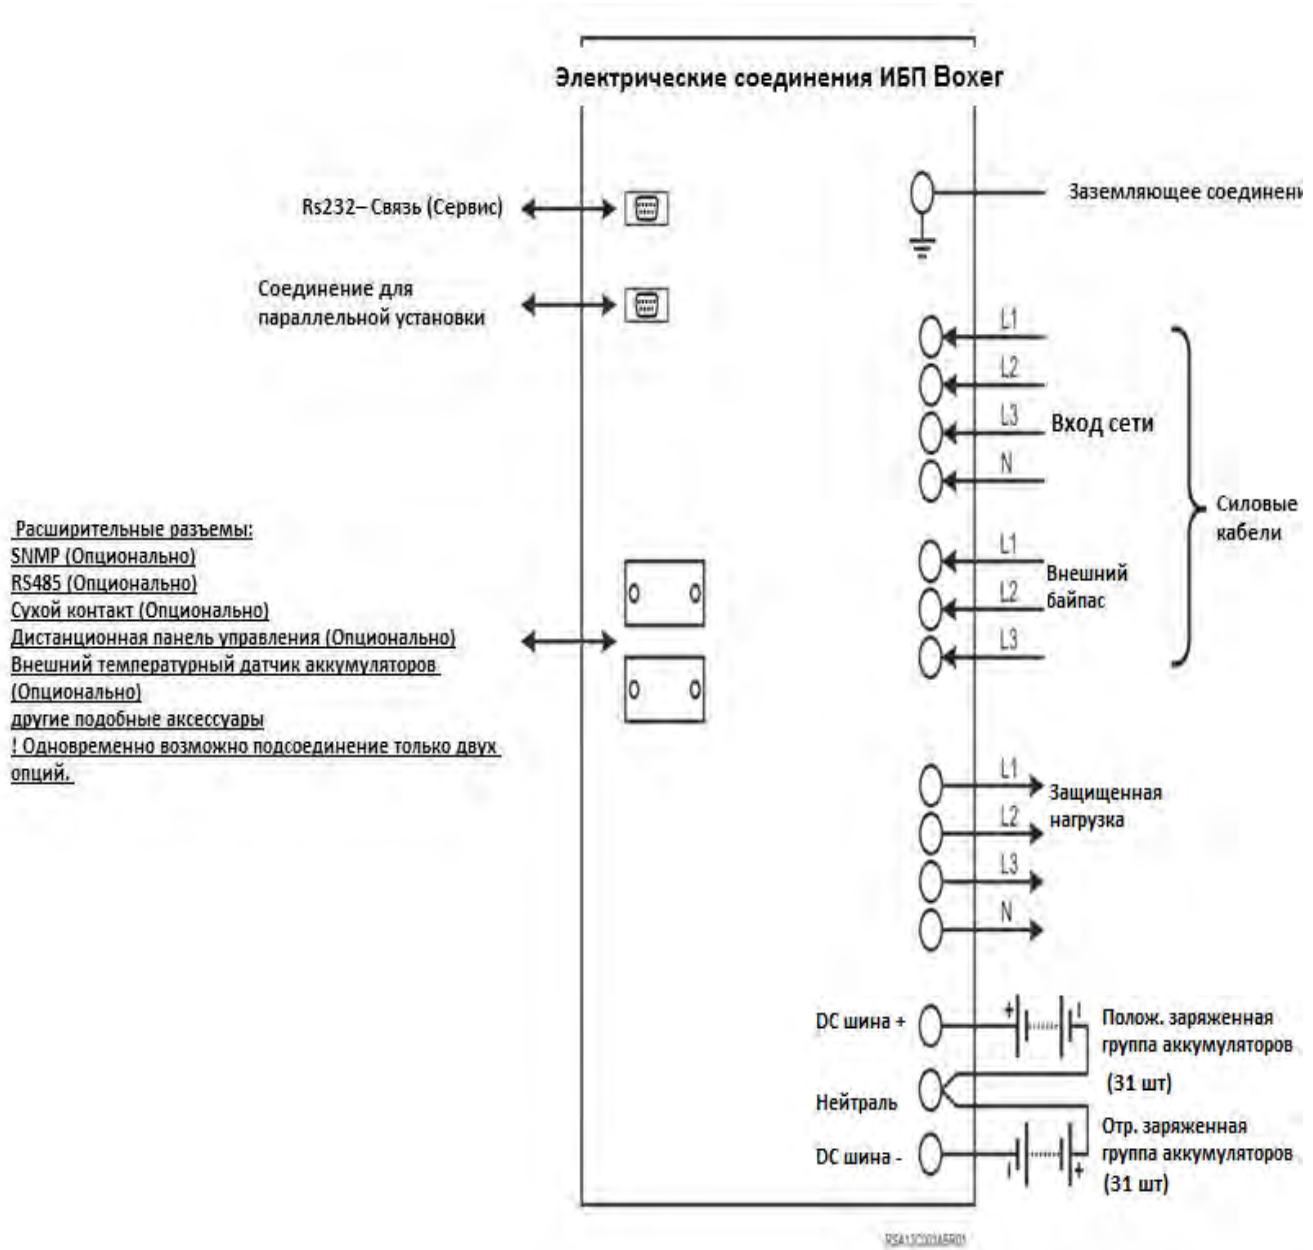 Электрические соединения ИБП Boxer
Rs232– Связь (Сервис)
Заземляющее соединени
Соединение для
параллельной установки
L1
L2
L3
N
Вход сети
Силовые
кабели
L1
L2
L3
Внешний
байпас
Расширительные разъемы:
SNMP (Опционально)
RS485 (Опционально)
Сухой контакт (Опционально)
Дистанционная панель управления (Опционально)
Внешний температурный датчик аккумуляторов
(Опционально)
другие подобные аксессуары
! Одновременно возможно подсоединение только двух
опций.
L1
L2
L3
N
Защищенная
нагрузка
DC шина +
+
-
Полож. заряженная
группа аккумуляторов
(31 шт)
Нейтраль
DC шина -
-
+
Отр. заряженная
группа аккумуляторов
(31 шт)